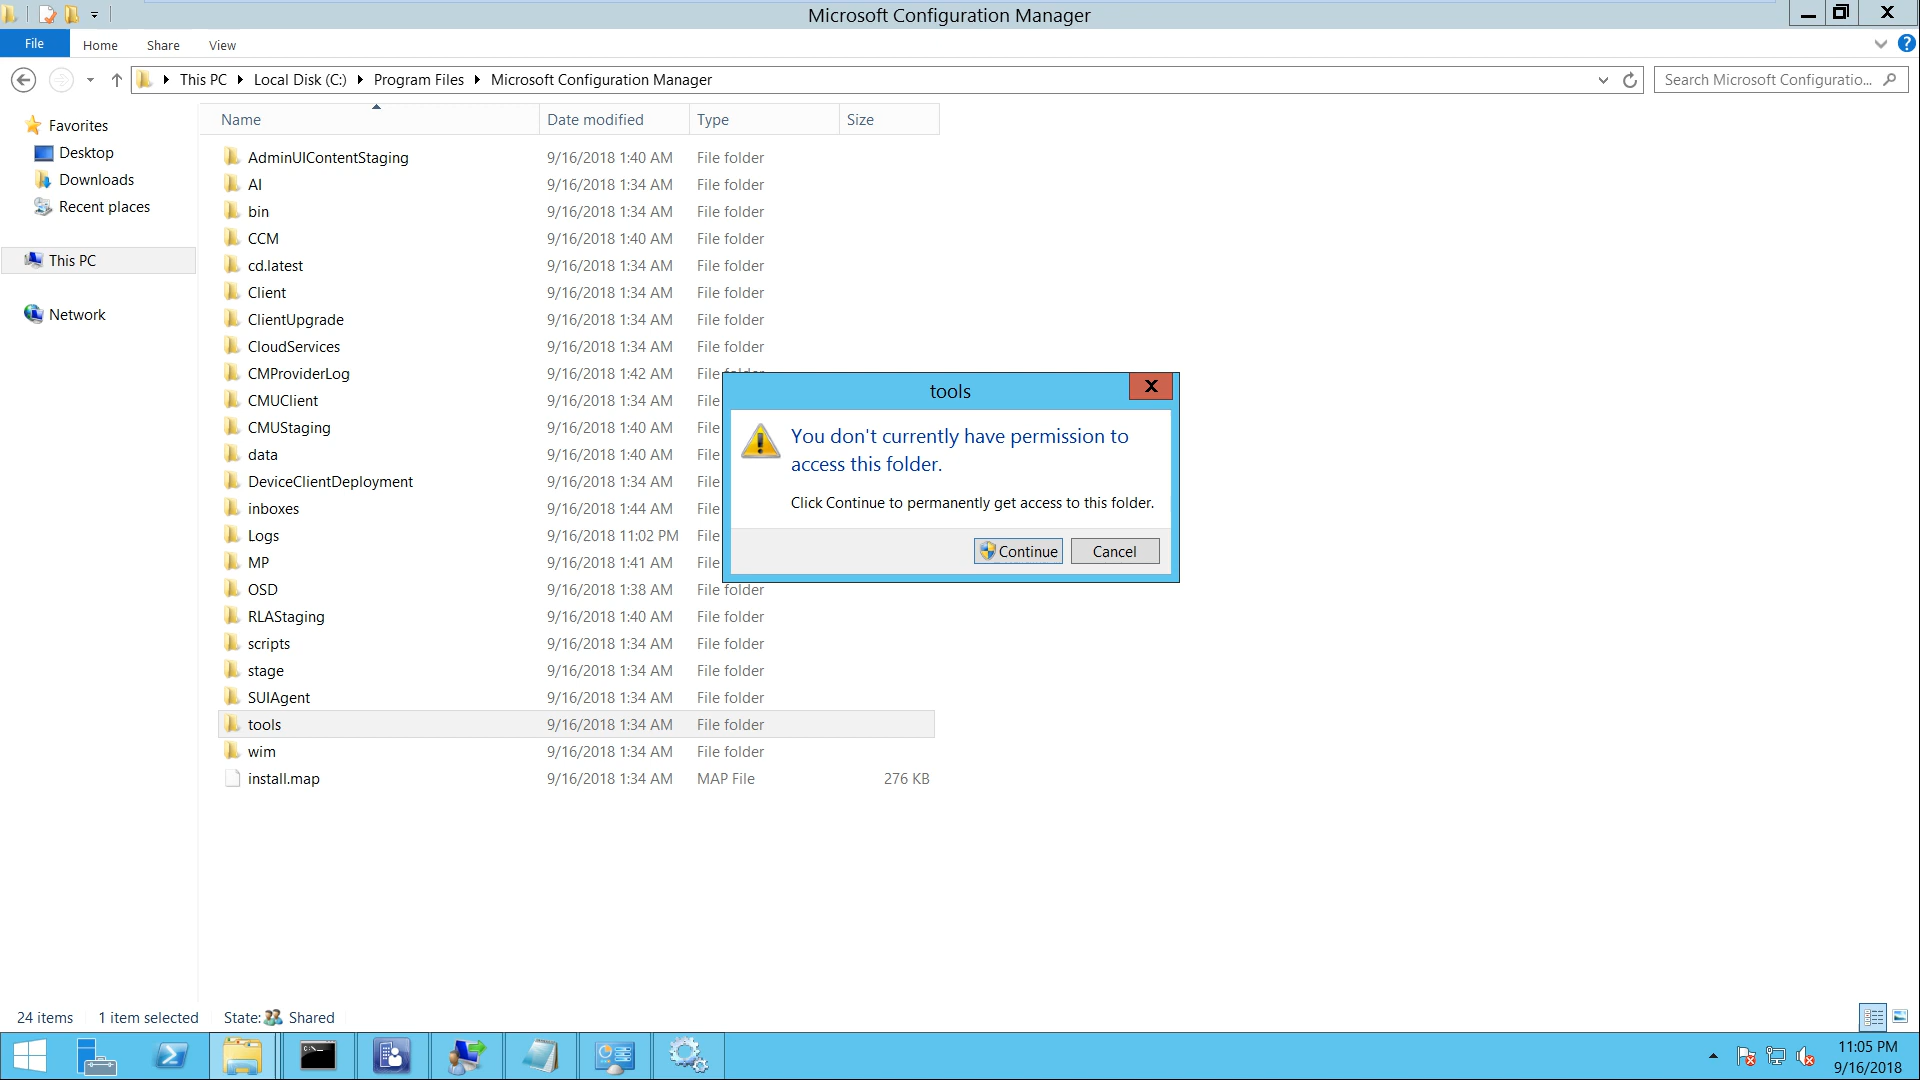 Microsoft Configuration Manager
File Home Share View
This PC Local Disk (C:) Program Files Microsoft Configuration Manager
Search Microsoft Configuratio...
Favorites
Desktop
Downloads
Recent places
This PC
Network
Name Date modified Type Size
AdminUIContentStaging 9/16/2018 1:40 AM File folder
AI 9/16/2018 1:34 AM File folder
bin 9/16/2018 1:34 AM File folder
CCM 9/16/2018 1:40 AM File folder
cd.latest 9/16/2018 1:34 AM File folder
Client 9/16/2018 1:34 AM File folder
ClientUpgrade 9/16/2018 1:34 AM File folder
CloudServices 9/16/2018 1:34 AM File folder
CMProviderLog 9/16/2018 1:42 AM File folder
CMUClient 9/16/2018 1:34 AM File
CMUStaging 9/16/2018 1:40 AM File
data 9/16/2018 1:40 AM File
DeviceClientDeployment 9/16/2018 1:34 AM File
inboxes 9/16/2018 1:44 AM File
Logs 9/16/2018 11:02 PM File
MP 9/16/2018 1:41 AM File
OSD 9/16/2018 1:38 AM File folder
RLAStaging 9/16/2018 1:40 AM File folder
scripts 9/16/2018 1:34 AM File folder
stage 9/16/2018 1:34 AM File folder
SUIAgent 9/16/2018 1:34 AM File folder
tools 9/16/2018 1:34 AM File folder
wim 9/16/2018 1:34 AM File folder
install.map 9/16/2018 1:34 AM MAP File 276 KB
tools
You don't currently have permission to
access this folder.
Click Continue to permanently get access to this folder.
Continue Cancel
24 items 1 item selected State: Shared
11:05 PM
9/16/2018